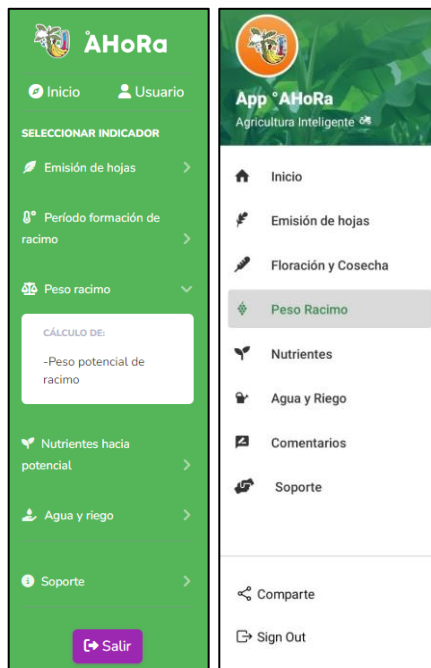 ÅHoRa
Inicio
Usuario
SELECCIONAR INDICADOR
Emisión de hojas
Período formación de
racimo
Peso racimo
CÁLCULO DE:
-Peso potencial de
racimo
Nutrientes hacia
potencial
Agua y riego
Soporte
Salir
App °AHoRa
Agricultura Inteligente
Inicio
Emisión de hojas
Floración y Cosecha
Peso Racimo
Nutrientes
Agua y Riego
Comentarios
Soporte
Comparte
Sign Out